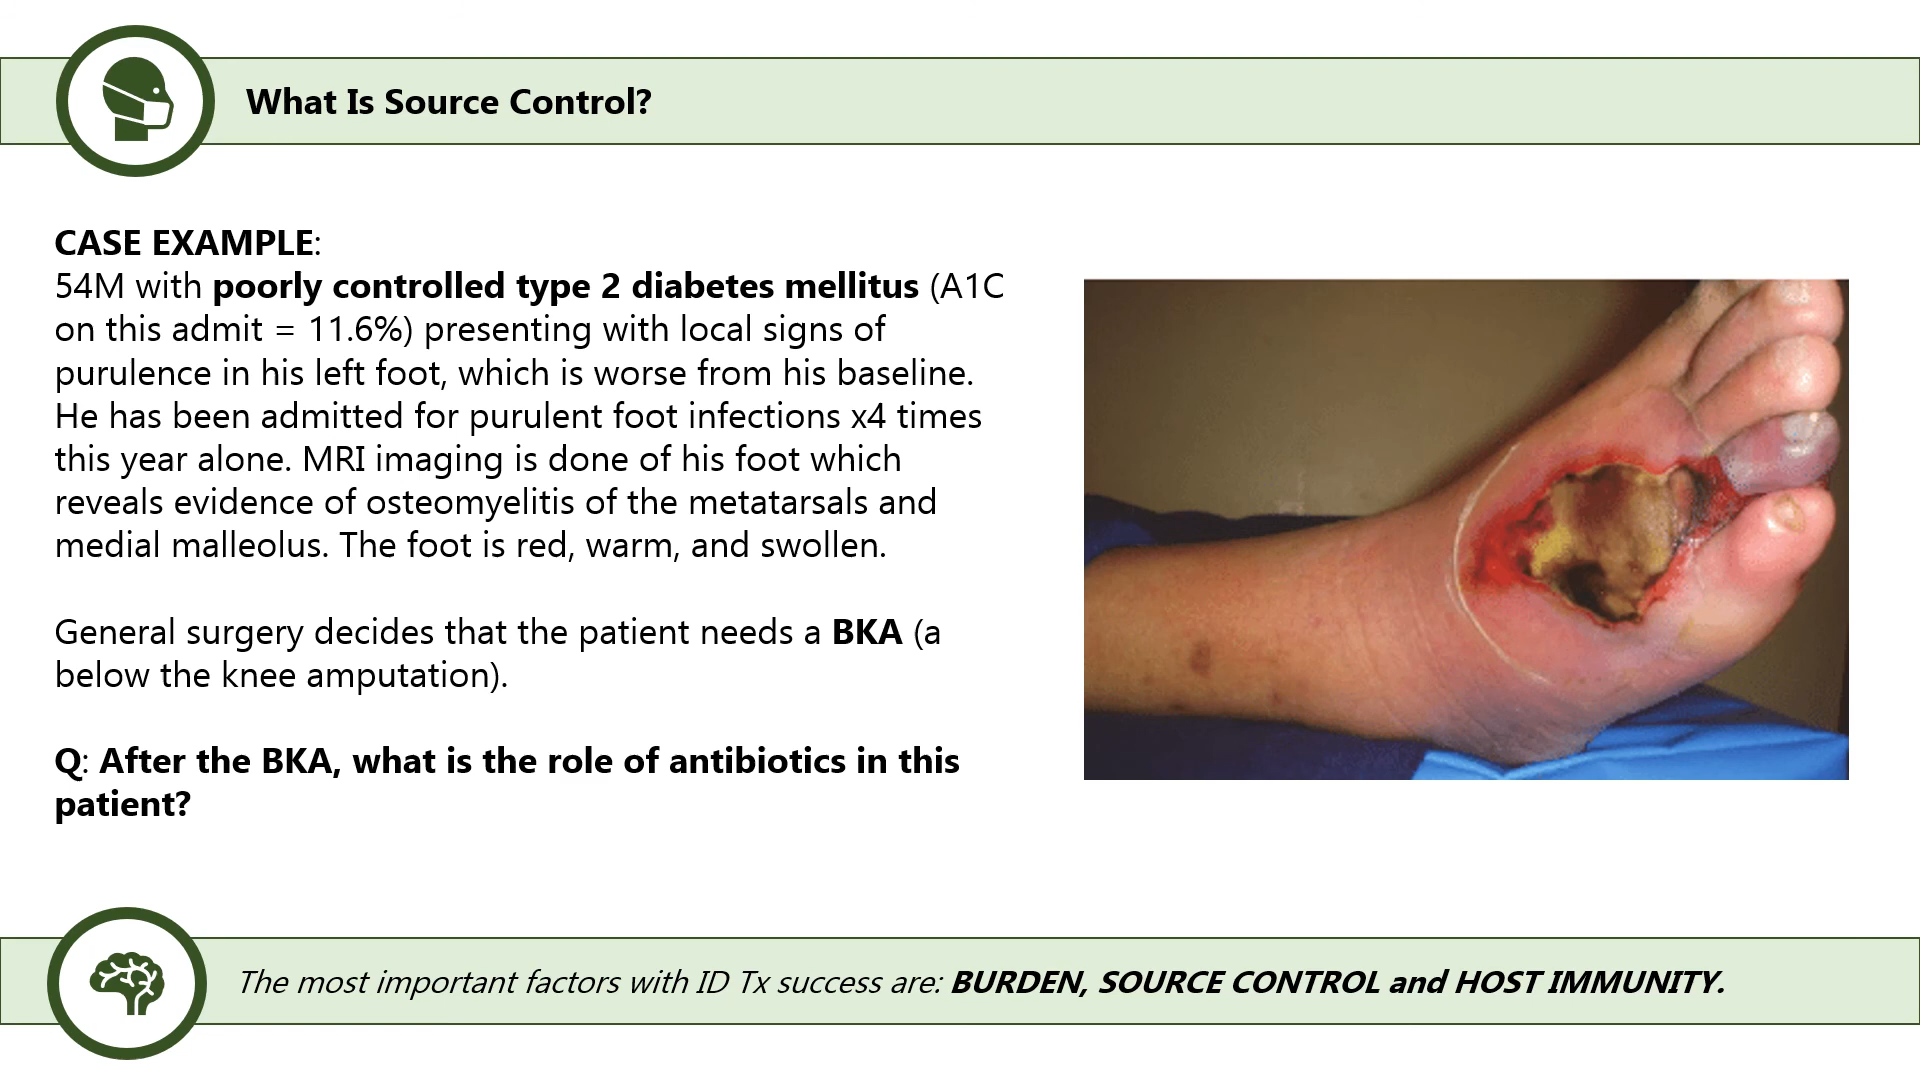 What Is Source Control?
CASE EXAMPLE:
54M with poorly controlled type 2 diabetes mellitus (A1C
on this admit = 11.6%) presenting with local signs of
purulence in his left foot, which is worse from his baseline.
He has been admitted for purulent foot infections x4 times
this year alone. MRI imaging is done of his foot which
reveals evidence of osteomyelitis of the metatarsals and
medial malleolus. The foot is red, warm, and swollen.
General surgery decides that the patient needs a BKA (a
below the knee amputation).
Q: After the BKA, what is the role of antibiotics in this
patient?
The most important factors with ID Tx success are: BURDEN, SOURCE CONTROL and HOST IMMUNITY.